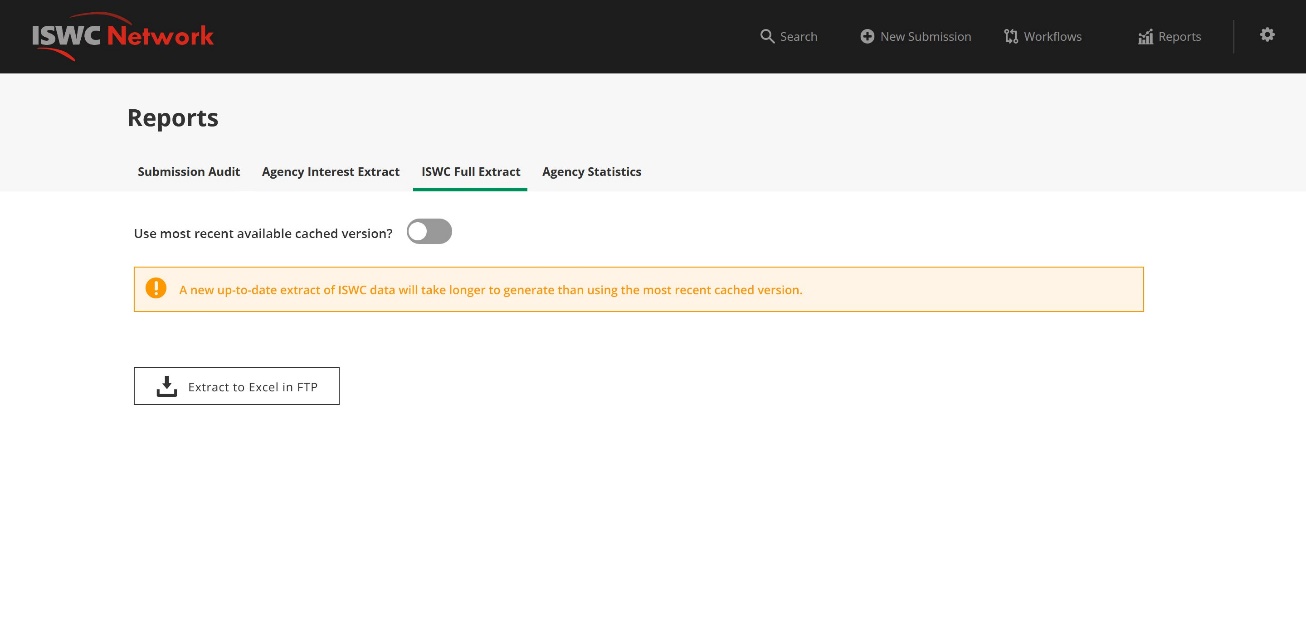 ISWC Network
Search
New Submission
Workflows
Reports
Reports
Submission Audit
Agency Interest Extract
ISWC Full Extract
Agency Statistics
Use most recent available cached version?
A new up-to-date extract of ISWC data will take longer to generate than using the most recent cached version.
Extract to Excel in FTP